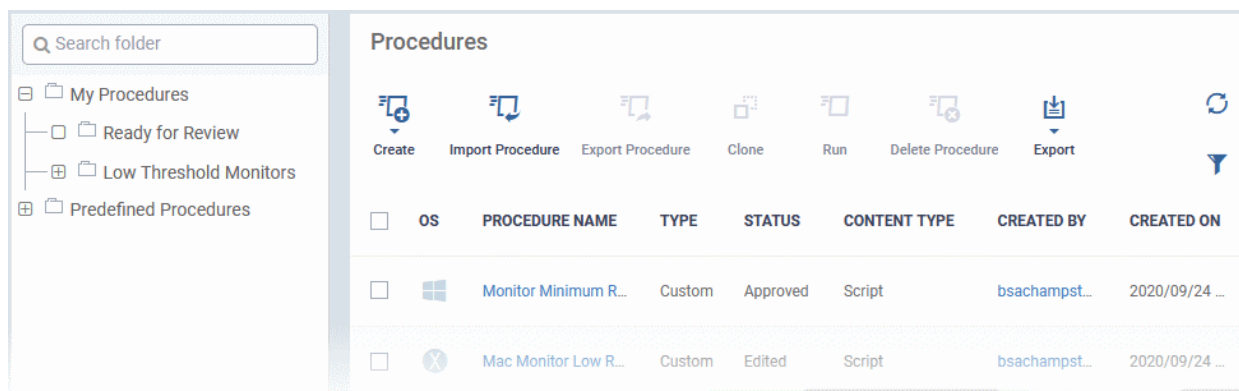 Search folder
My Procedures
Ready for Review
Low Threshold Monitors
Predefined Procedures
Procedures
Create Import Procedure Export Procedure Clone Run Delete Procedure Export
OS PROCEDURE NAME TYPE STATUS CONTENT TYPE CREATED BY CREATED ON
Monitor Minimum R... Custom Approved Script bsachampst... 2020/09/24 ...
Mac Monitor Low R... Custom Edited Script bsachampst... 2020/09/24 ...